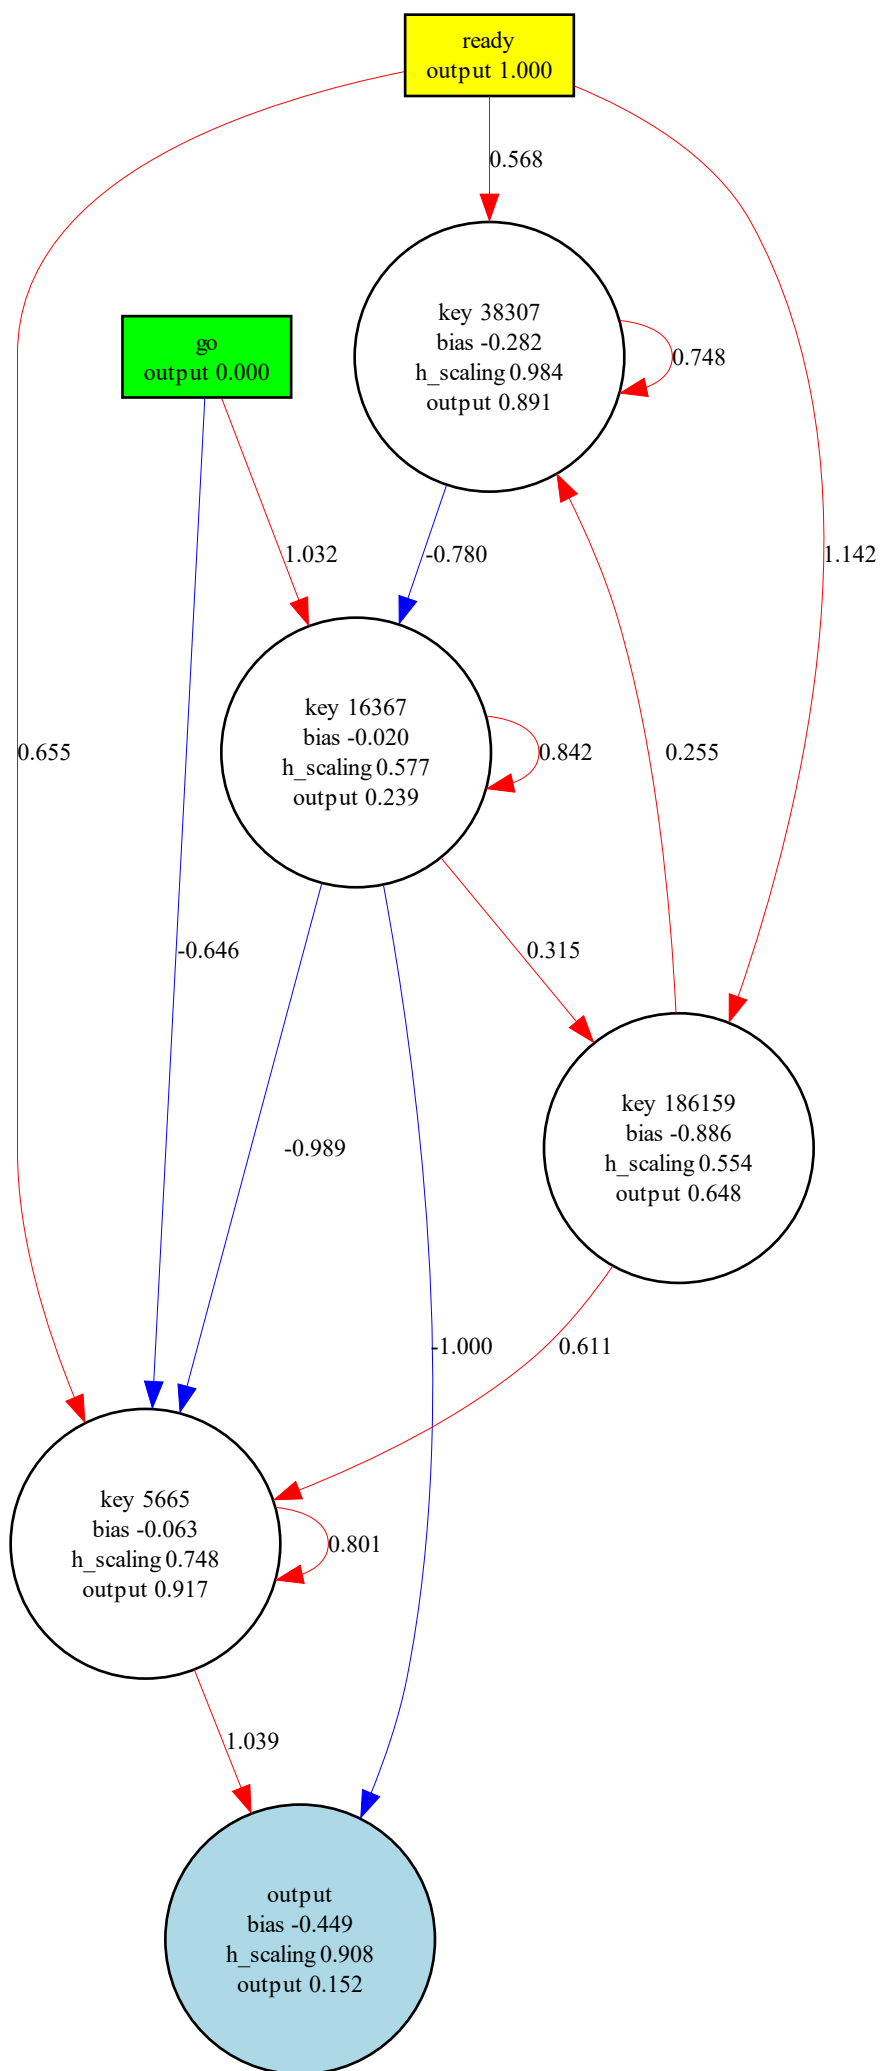 ready
output 1.000
0.568
go
output 0.000
key 38307
bias -0.282
h_scaling 0.984
output 0.891
0.748
1.032
-0.780
1.142
key 16367
bias -0.020
h_scaling 0.577
output 0.239
0.655
0.842
0.255
-0.646
0.315
key 186159
bias -0.886
h_scaling 0.554
output 0.648
-0.989
-1.000
0.611
key 5665
bias -0.063
h_scaling 0.748
output 0.917
0.801
1.039
output
bias -0.449
h_scaling 0.908
output 0.152